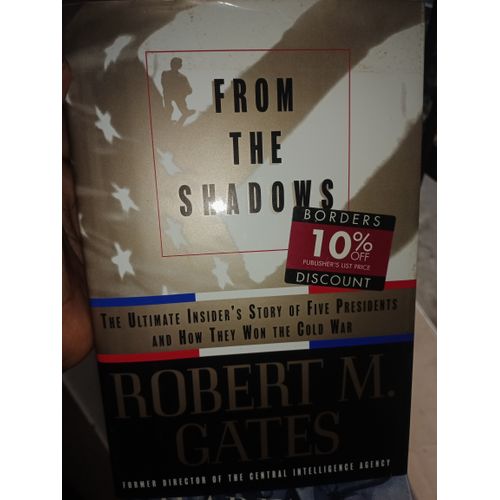 FROM
THE
SHADOWS
BORDERS
10% OFF
PUBLISHER'S LIST PRICE
DISCOUNT
THE ULTIMATE INSIDER'S STORY OF FIVE PRESIDENTS
AND HOW THEY WON THE COLD WAR
ROBERT M.
GATES
FORMER DIRECTOR OF THE CENTRAL INTELLIGENCE AGENCY